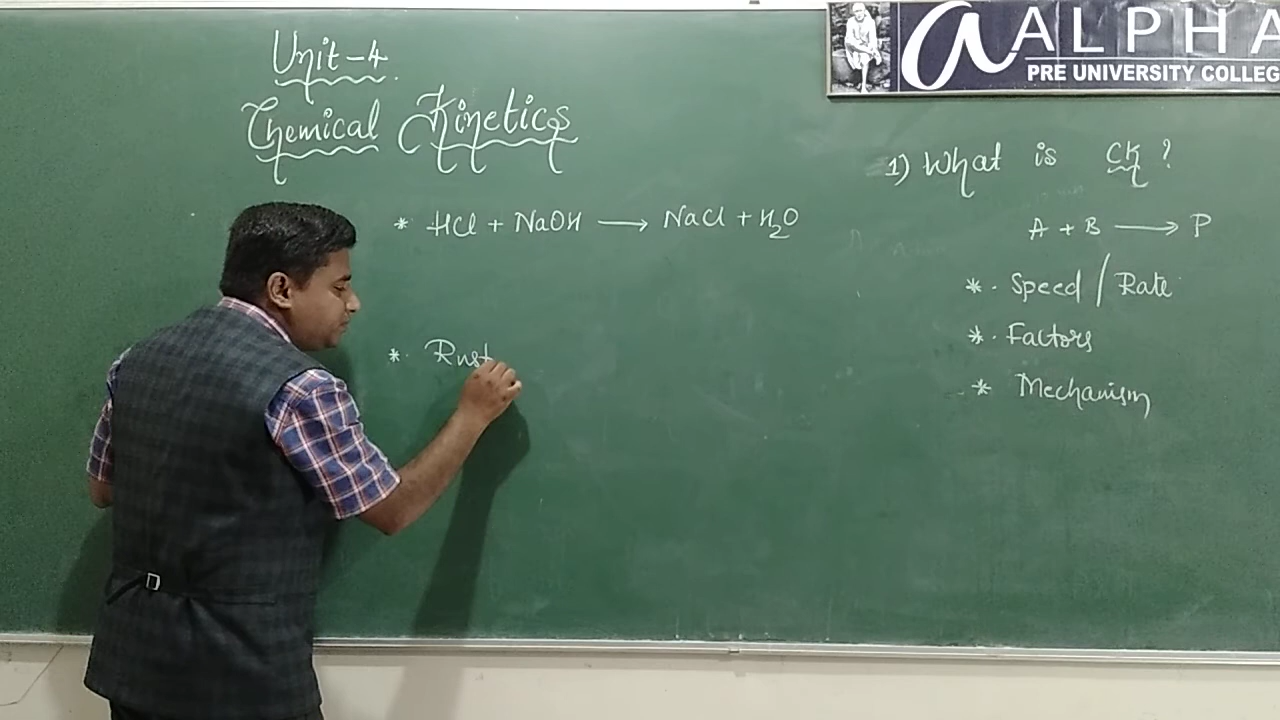 Unit-4
Chemical Kinetics
* HCl + NaOH ⟶ NaCl + H₂O
*. Rust
ALPHA
PRE UNIVERSITY COLLEG
1) What is CK ?
A + B ⟶ P
*. Speed / Rate
*. Factors
* Mechanism